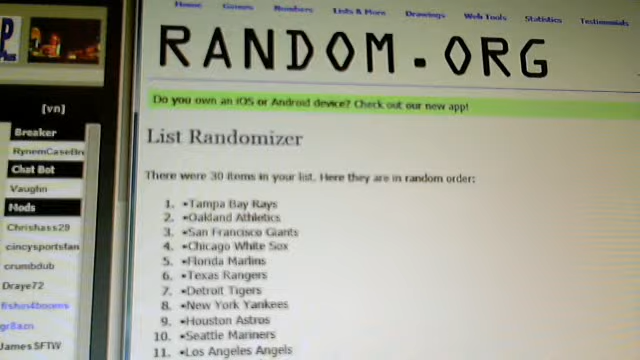 Home Games Numbers Lists & More Drawings Web Tools Statistics Testimonials
RANDOM.ORG
Do you own an iOS or Android device? Check out our new app!
List Randomizer
There were 30 items in your list. Here they are in random order:
1. •Tampa Bay Rays
2. •Oakland Athletics
3. •San Francisco Giants
4. •Chicago White Sox
5. •Florida Marlins
6. •Texas Rangers
7. •Detroit Tigers
8. •New York Yankees
9. •Houston Astros
10. •Seattle Mariners
11. •Los Angeles Angels
P
[vn]
Breaker
RynemCaseBre
Chat Bot
Vaughn
Mods
Chrishass29
cincysportsfan
crumbdub
Draye72
fishin4booms
gr8acn
James5FTW